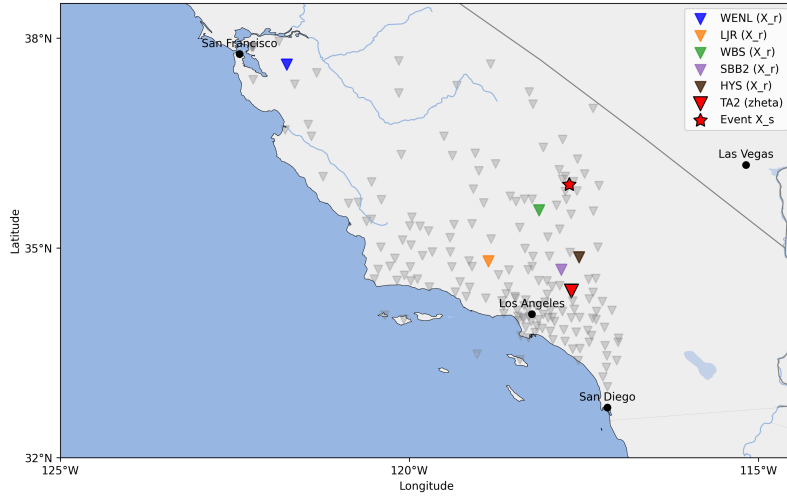 38°N
35°N
32°N
125°W
120°W
115°W
Latitude
Longitude
San Francisco
Las Vegas
Los Angeles
San Diego
WENL (X_r)
LJR (X_r)
WBS (X_r)
SBB2 (X_r)
HYS (X_r)
TA2 (zheta)
Event X_s